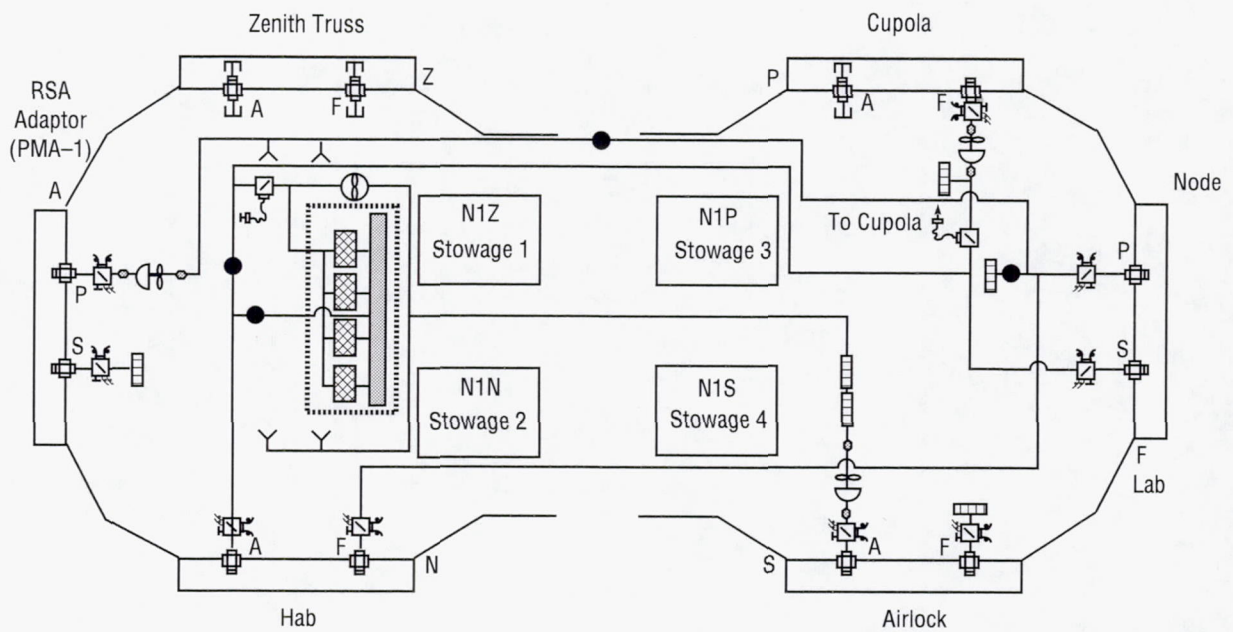 Zenith Truss
Cupola
Z
P
A
F
A
F
RSA
Adaptor
(PMA–1)
A
Node
N1Z
Stowage 1
N1P
Stowage 3
To Cupola
P
P
S
S
N1N
Stowage 2
N1S
Stowage 4
F
Lab
A
F
N
S
A
F
Hab
Airlock